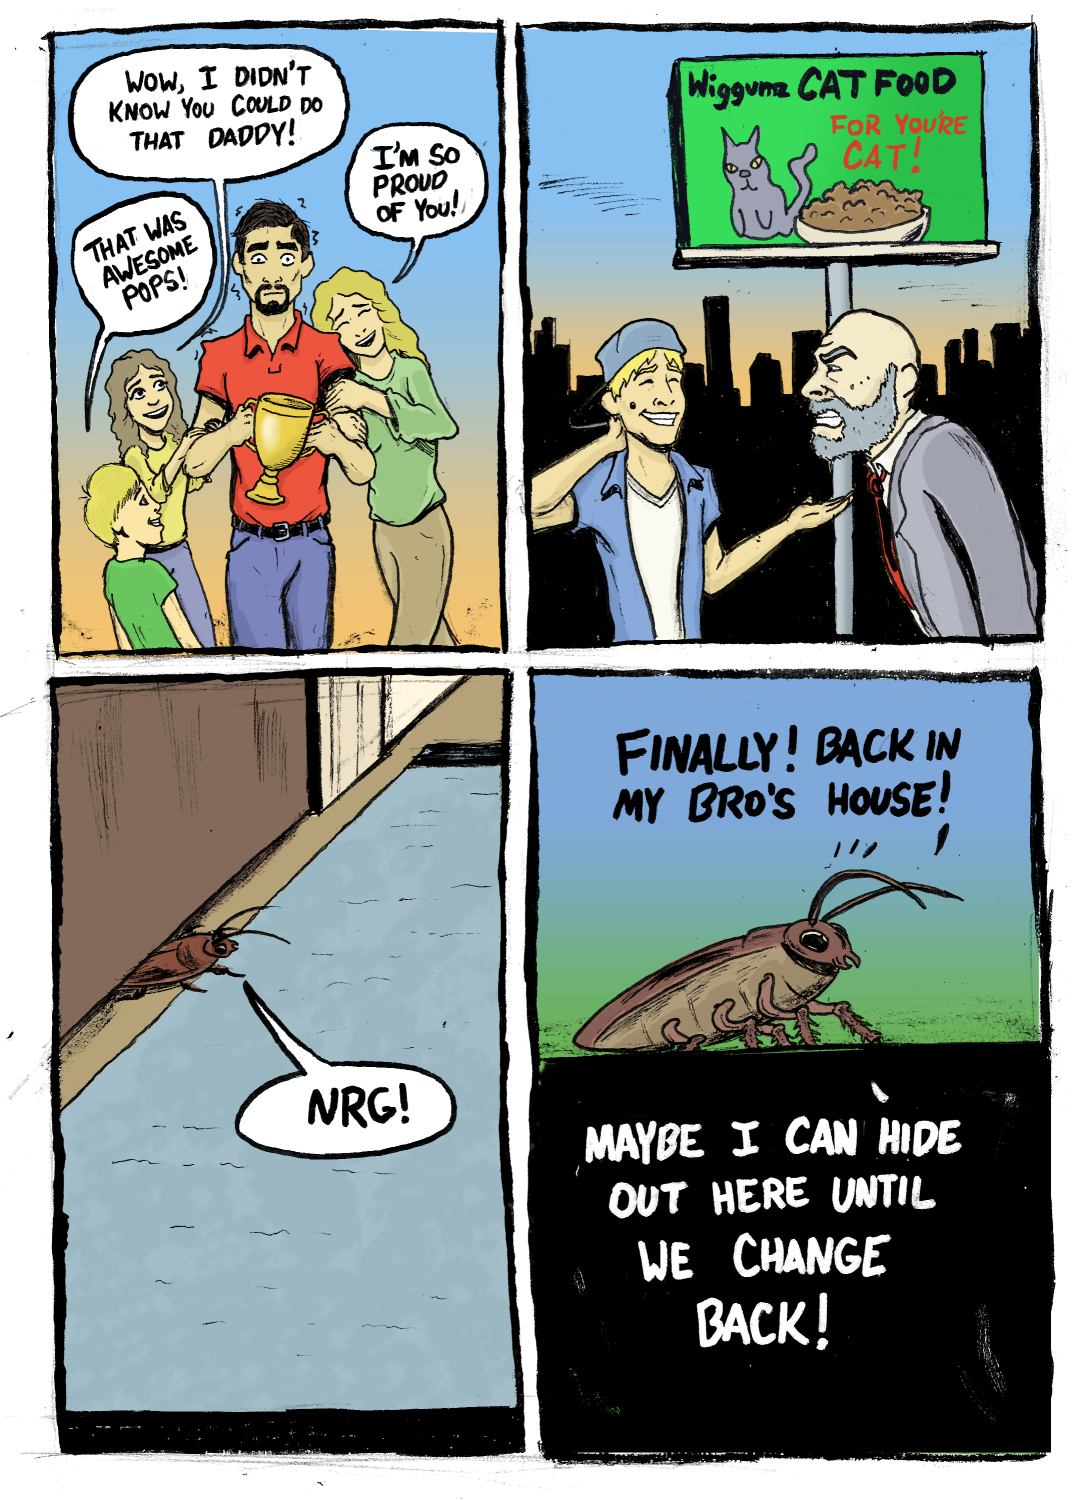 WOW, I DIDN'T
KNOW YOU COULD DO
THAT DADDY!
I'M SO
PROUD
OF YOU!
THAT WAS
AWESOME
POPS!
Wiggumz CAT FOOD
FOR YOU'RE
CAT!
NRG!
FINALLY! BACK IN
MY BRO'S HOUSE!
MAYBE I CAN HIDE
OUT HERE UNTIL
WE CHANGE
BACK!